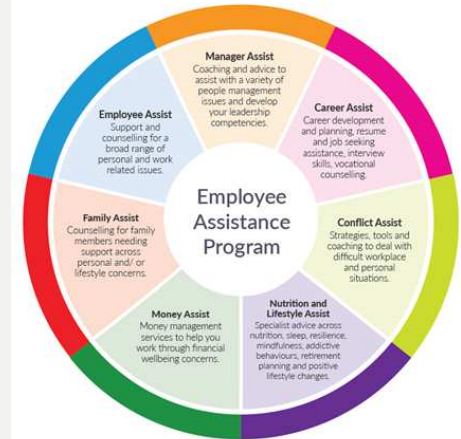 Manager Assist
Coaching and advice to
assist with a variety of
people management
issues and develop
your leadership
competencies.
Career Assist
Career development
and planning, resume
and job seeking
assistance, interview
skills, vocational
counselling.
Conflict Assist
Strategies, tools and
coaching to deal with
difficult workplace
and personal
situations.
Nutrition and
Lifestyle Assist
Specialist advice across
nutrition, sleep, resilience,
mindfulness, addictive
behaviours, retirement
planning and positive
lifestyle changes.
Money Assist
Money management
services to help you
work through financial
wellbeing concerns.
Family Assist
Counselling for family
members needing
support across
personal and/ or
lifestyle concerns.
Employee Assist
Support and
counselling for a
broad range of
personal and work
related issues.
Employee
Assistance
Program